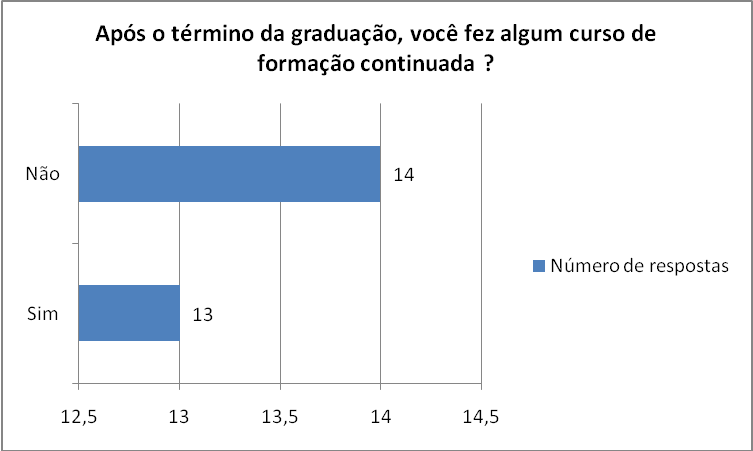 Após o término da graduação, você fez algum curso de
formação continuada ?
Não
14
Sim
13
Número de respostas
12,5 13 13,5 14 14,5